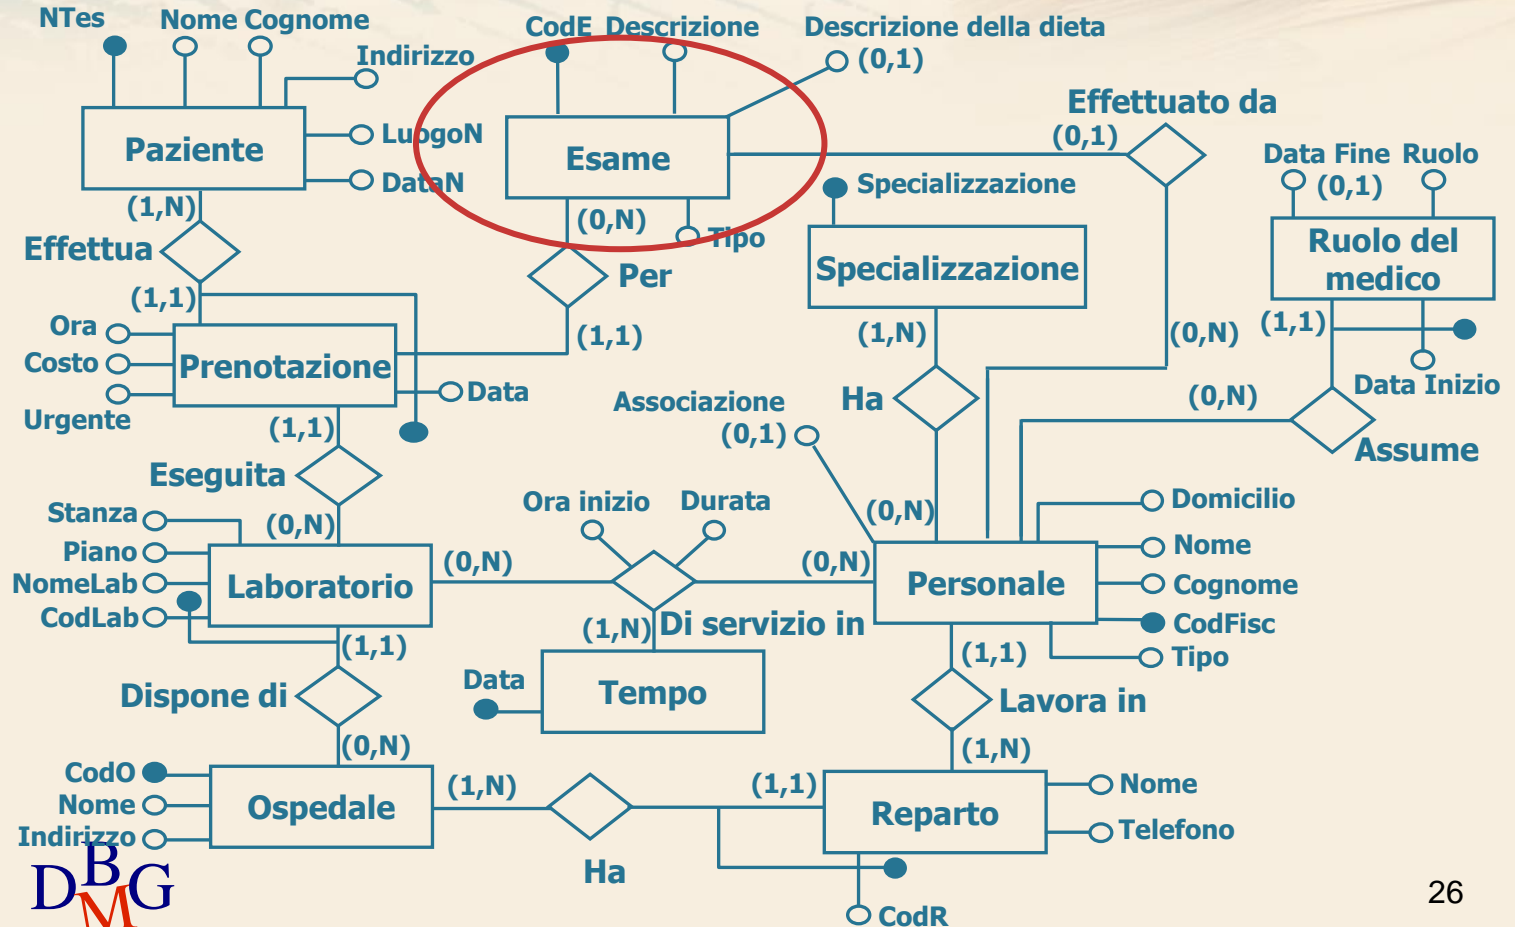 NTes
Nome Cognome
CodE Descrizione
Descrizione della dieta
(0,1)
Indirizzo
Effettuato da
(0,1)
Paziente
LuogoN
DataN
Esame
Data Fine Ruolo
(0,1)
Specializzazione
(1,N)
(0,N)
Tipo
Effettua
Per
Specializzazione
Ruolo del
medico
(1,1)
(1,1)
(1,N)
(0,N)
(1,1)
Ora
Costo
Urgente
Prenotazione
Data
Data Inizio
Associazione
(0,1)
Ha
(0,N)
(1,1)
Assume
Eseguita
Stanza
Piano
NomeLab
CodLab
(0,N)
Ora inizio
Durata
(0,N)
Domicilio
Nome
Cognome
CodFisc
Tipo
Laboratorio
(0,N)
(0,N)
Personale
(1,1)
(1,N)
Di servizio in
(1,1)
Dispone di
Data
Tempo
Lavora in
(0,N)
(1,N)
CodO
Nome
Indirizzo
Ospedale
(1,N)
(1,1)
Reparto
Nome
Telefono
Ha
CodR
DBMG
26